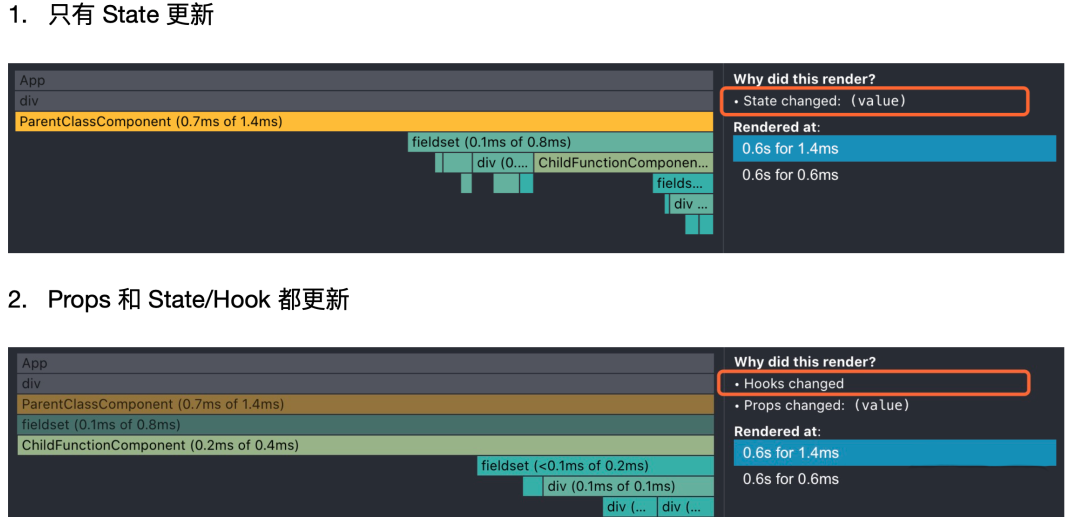 1. 只有 State 更新
App
div
ParentClassComponent (0.7ms of 1.4ms)
fieldset (0.1ms of 0.8ms)
div (0.... ChildFunctionComponen...
fields...
div ...
Why did this render?
• State changed: (value)
Rendered at:
0.6s for 1.4ms
0.6s for 0.6ms
2. Props 和 State/Hook 都更新
App
div
ParentClassComponent (0.7ms of 1.4ms)
fieldset (0.1ms of 0.8ms)
ChildFunctionComponent (0.2ms of 0.4ms)
fieldset (<0.1ms of 0.2ms)
div (0.1ms of 0.1ms)
div (... div (...
Why did this render?
• Hooks changed
• Props changed: (value)
Rendered at:
0.6s for 1.4ms
0.6s for 0.6ms